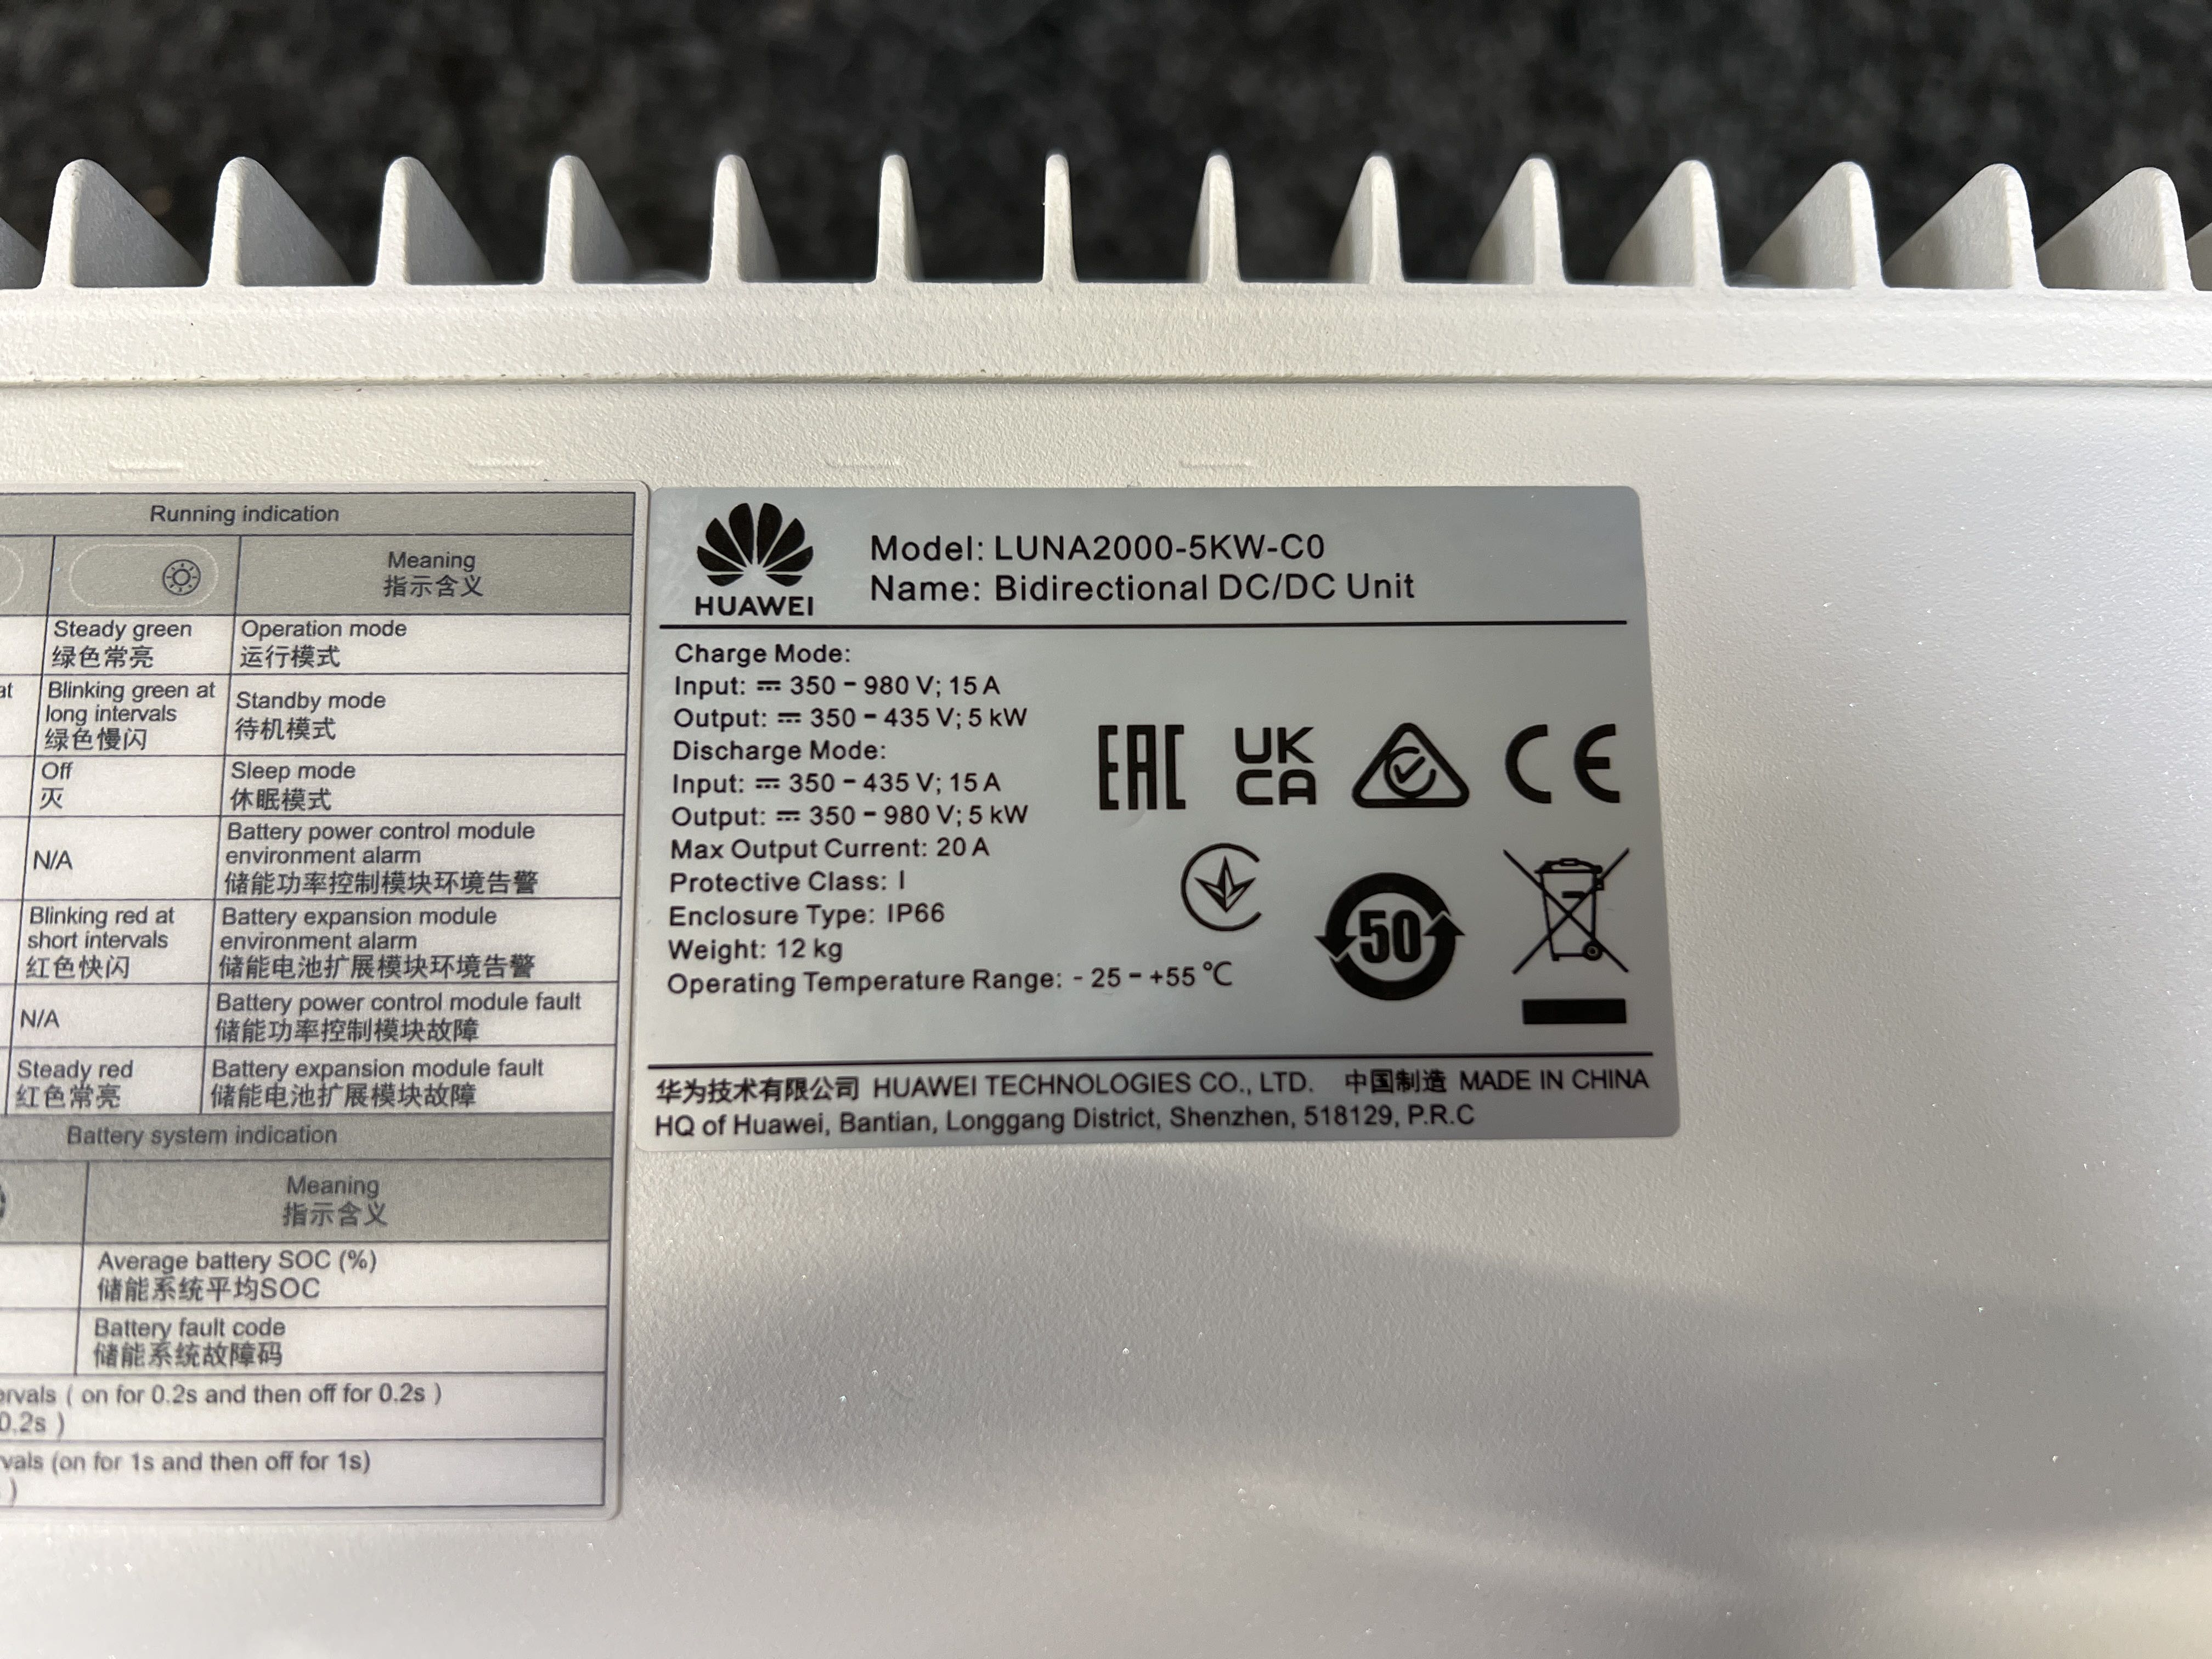 Running indication
Meaning
指示含义
Steady green
绿色常亮
Operation mode
运行模式
at
Blinking green at
long intervals
绿色慢闪
Standby mode
待机模式
Off
灭
Sleep mode
休眠模式
N/A
Battery power control module
environment alarm
储能功率控制模块环境告警
Blinking red at
short intervals
红色快闪
Battery expansion module
environment alarm
储能电池扩展模块环境告警
N/A
Battery power control module fault
储能功率控制模块故障
Steady red
红色常亮
Battery expansion module fault
储能电池扩展模块故障
Battery system indication
Meaning
指示含义
Average battery SOC (%)
储能系统平均SOC
Battery fault code
储能系统故障码
ervals ( on for 0.2s and then off for 0.2s )
0.2s )
rvals (on for 1s and then off for 1s)
)
HUAWEI
Model: LUNA2000-5KW-C0
Name: Bidirectional DC/DC Unit
Charge Mode:
Input: ⎓ 350 - 980 V; 15 A
Output: ⎓ 350 - 435 V; 5 kW
Discharge Mode:
Input: ⎓ 350 - 435 V; 15 A
Output: ⎓ 350 - 980 V; 5 kW
Max Output Current: 20 A
Protective Class: I
Enclosure Type: IP66
Weight: 12 kg
Operating Temperature Range: - 25 - +55 ℃
EAC UK CA CE
50
华为技术有限公司 HUAWEI TECHNOLOGIES CO., LTD. 中国制造 MADE IN CHINA
HQ of Huawei, Bantian, Longgang District, Shenzhen, 518129, P.R.C